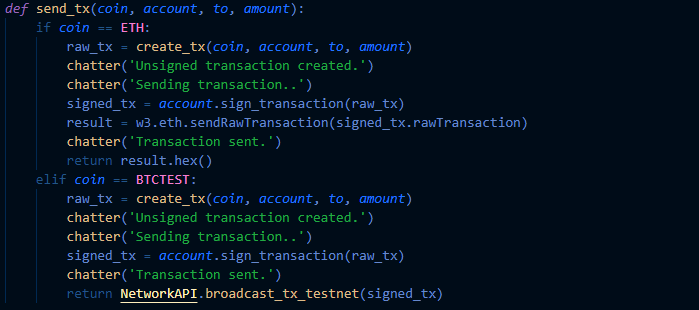 def send_tx(coin, account, to, amount):
    if coin == ETH:
        raw_tx = create_tx(coin, account, to, amount)
        chatter('Unsigned transaction created.')
        chatter('Sending transaction..')
        signed_tx = account.sign_transaction(raw_tx)
        result = w3.eth.sendRawTransaction(signed_tx.rawTransaction)
        chatter('Transaction sent.')
        return result.hex()
    elif coin == BTCTEST:
        raw_tx = create_tx(coin, account, to, amount)
        chatter('Unsigned transaction created.')
        chatter('Sending transaction..')
        signed_tx = account.sign_transaction(raw_tx)
        chatter('Transaction sent.')
        return NetworkAPI.broadcast_tx_testnet(signed_tx)